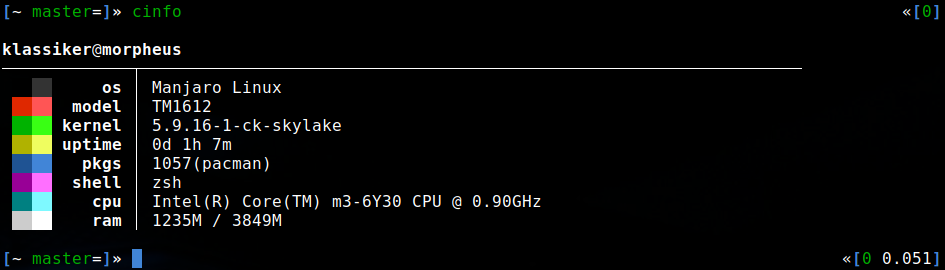 [~ master=]» cinfo «[0]
klassiker@morpheus
os Manjaro Linux
model TM1612
kernel 5.9.16-1-ck-skylake
uptime 0d 1h 7m
pkgs 1057(pacman)
shell zsh
cpu Intel(R) Core(TM) m3-6Y30 CPU @ 0.90GHz
ram 1235M / 3849M
[~ master=]» «[0 0.051]